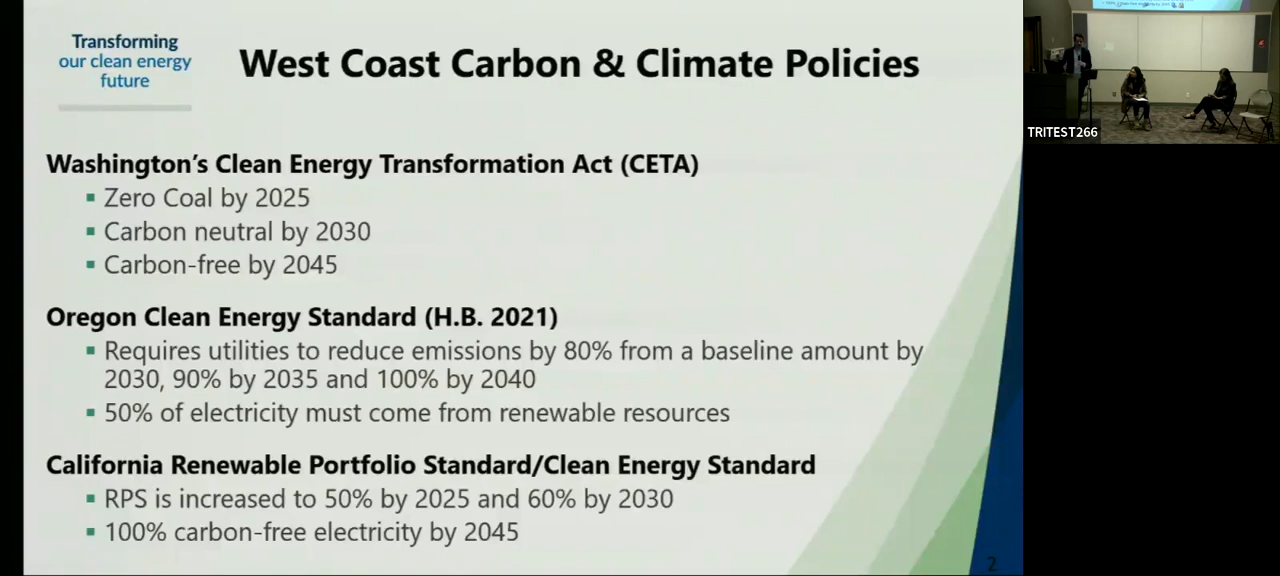 Transforming
our clean energy
future
West Coast Carbon & Climate Policies
Washington's Clean Energy Transformation Act (CETA)
▪ Zero Coal by 2025
▪ Carbon neutral by 2030
▪ Carbon-free by 2045
Oregon Clean Energy Standard (H.B. 2021)
▪ Requires utilities to reduce emissions by 80% from a baseline amount by
2030, 90% by 2035 and 100% by 2040
▪ 50% of electricity must come from renewable resources
California Renewable Portfolio Standard/Clean Energy Standard
▪ RPS is increased to 50% by 2025 and 60% by 2030
▪ 100% carbon-free electricity by 2045
2
TRITEST266